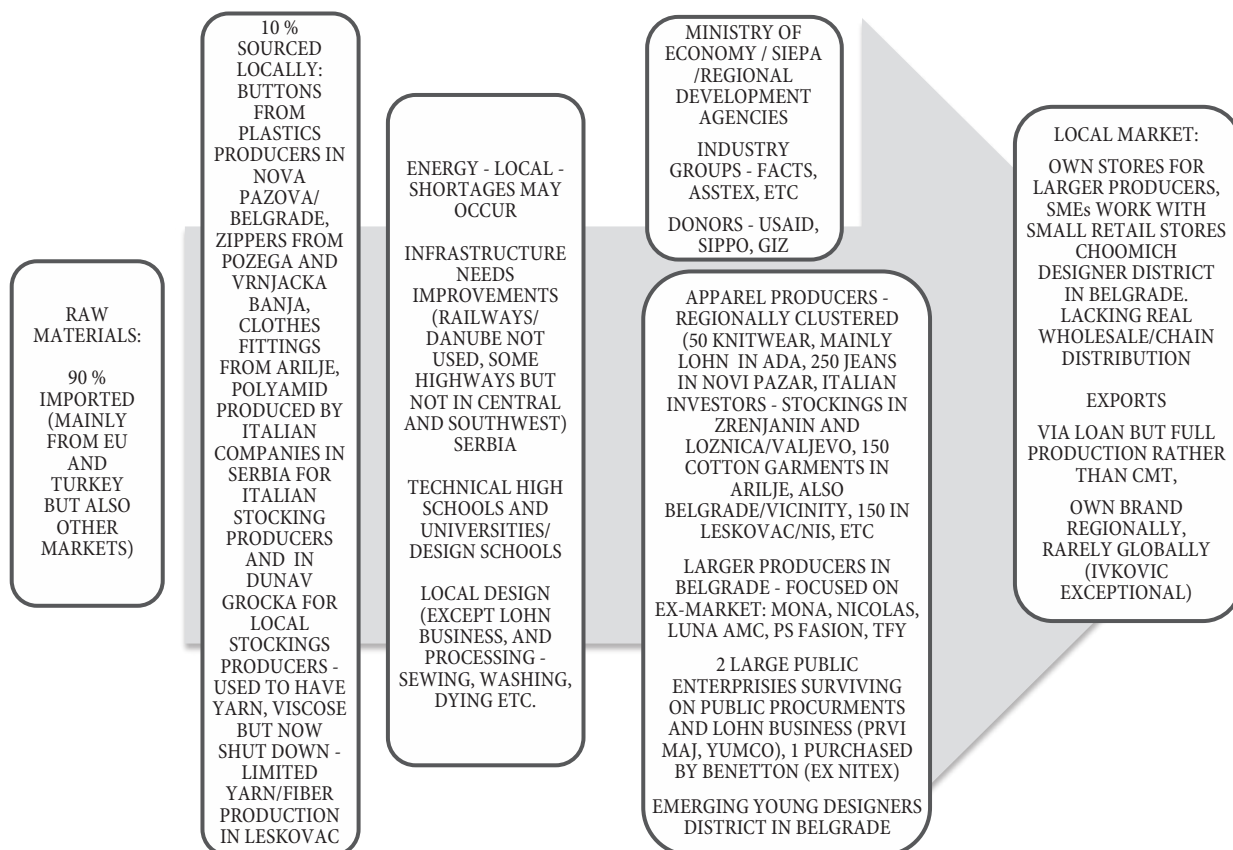 RAW
MATERIALS:
90 %
IMPORTED
(MAINLY
FROM EU
AND
TURKEY
BUT ALSO
OTHER
MARKETS)
10 %
SOURCED
LOCALLY:
BUTTONS
FROM
PLASTICS
PRODUCERS IN
NOVA
PAZOVA/
BELGRADE,
ZIPPERS FROM
POZEGA AND
VRNJACKA
BANJA,
CLOTHES
FITTINGS
FROM ARILJE,
POLYAMID
PRODUCED BY
ITALIAN
COMPANIES IN
SERBIA FOR
ITALIAN
STOCKING
PRODUCERS
AND IN
DUNAV
GROCKA FOR
LOCAL
STOCKINGS
PRODUCERS -
USED TO HAVE
YARN, VISCOSE
BUT NOW
SHUT DOWN -
LIMITED
YARN/FIBER
PRODUCTION
IN LESKOVAC
ENERGY - LOCAL -
SHORTAGES MAY
OCCUR
INFRASTRUCTURE
NEEDS
IMPROVEMENTS
(RAILWAYS/
DANUBE NOT
USED, SOME
HIGHWAYS BUT
NOT IN CENTRAL
AND SOUTHWEST)
SERBIA
TECHNICAL HIGH
SCHOOLS AND
UNIVERSITIES/
DESIGN SCHOOLS
LOCAL DESIGN
(EXCEPT LOHN
BUSINESS, AND
PROCESSING -
SEWING, WASHING,
DYING ETC.
MINISTRY OF
ECONOMY / SIEPA
/REGIONAL
DEVELOPMENT
AGENCIES
INDUSTRY
GROUPS - FACTS,
ASSTEX, ETC
DONORS - USAID,
SIPPO, GIZ
APPAREL PRODUCERS -
REGIONALLY CLUSTERED
(50 KNITWEAR, MAINLY
LOHN IN ADA, 250 JEANS
IN NOVI PAZAR, ITALIAN
INVESTORS - STOCKINGS IN
ZRENJANIN AND
LOZNICA/VALJEVO, 150
COTTON GARMENTS IN
ARILJE, ALSO
BELGRADE/VICINITY, 150 IN
LESKOVAC/NIS, ETC
LARGER PRODUCERS IN
BELGRADE - FOCUSED ON
EX-MARKET: MONA, NICOLAS,
LUNA AMC, PS FASION, TFY
2 LARGE PUBLIC
ENTERPRISIES SURVIVING
ON PUBLIC PROCURMENTS
AND LOHN BUSINESS (PRVI
MAJ, YUMCO), 1 PURCHASED
BY BENETTON (EX NITEX)
EMERGING YOUNG DESIGNERS
DISTRICT IN BELGRADE
LOCAL MARKET:
OWN STORES FOR
LARGER PRODUCERS,
SMEs WORK WITH
SMALL RETAIL STORES
CHOOMICH
DESIGNER DISTRICT
IN BELGRADE.
LACKING REAL
WHOLESALE/CHAIN
DISTRIBUTION
EXPORTS
VIA LOAN BUT FULL
PRODUCTION RATHER
THAN CMT,
OWN BRAND
REGIONALLY,
RARELY GLOBALLY
(IVKOVIC
EXCEPTIONAL)